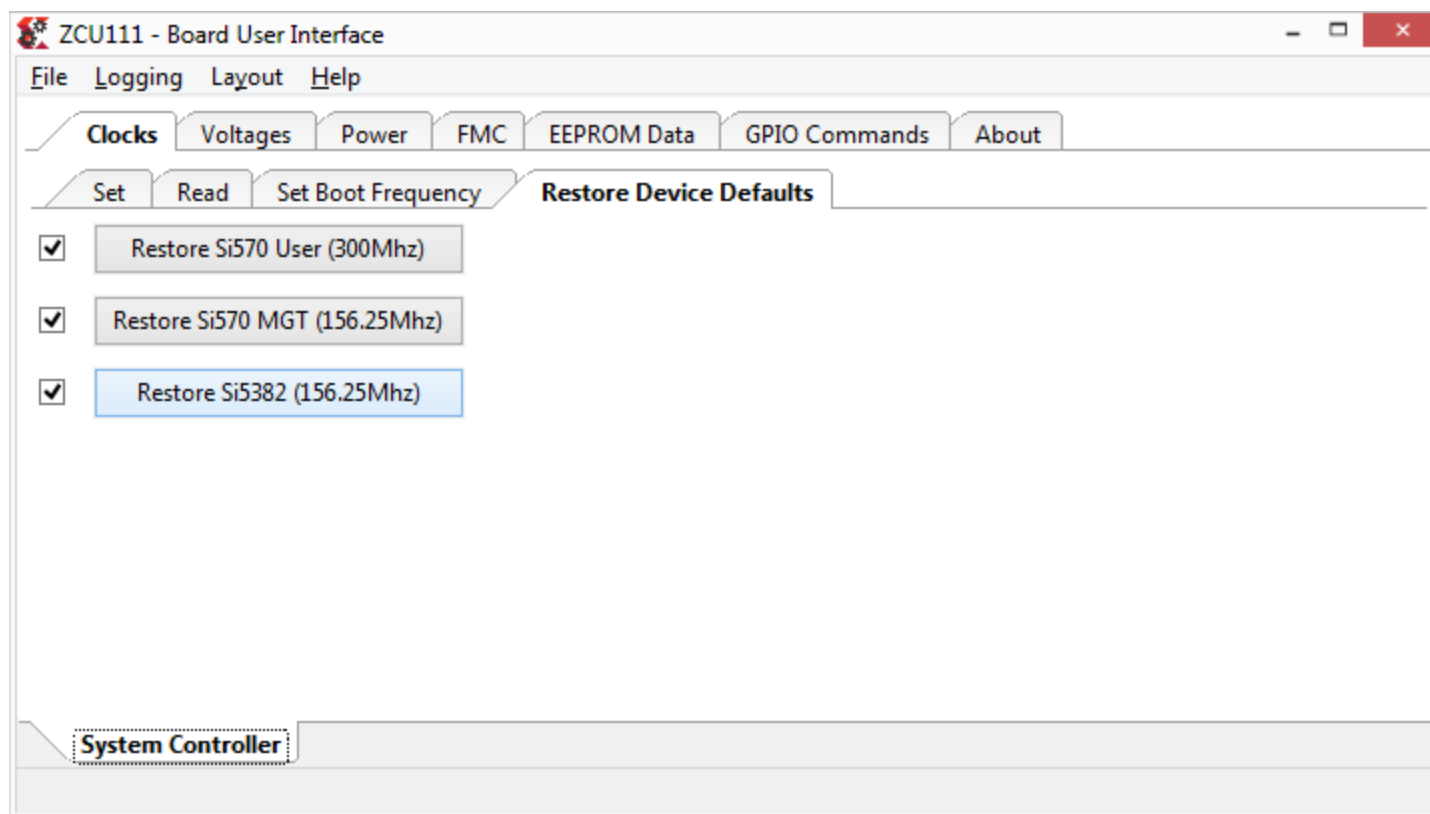 ZCU111 - Board User Interface
File Logging Layout Help
Clocks Voltages Power FMC EEPROM Data GPIO Commands About
Set Read Set Boot Frequency Restore Device Defaults
Restore Si570 User (300Mhz)
Restore Si570 MGT (156.25Mhz)
Restore Si5382 (156.25Mhz)
System Controller